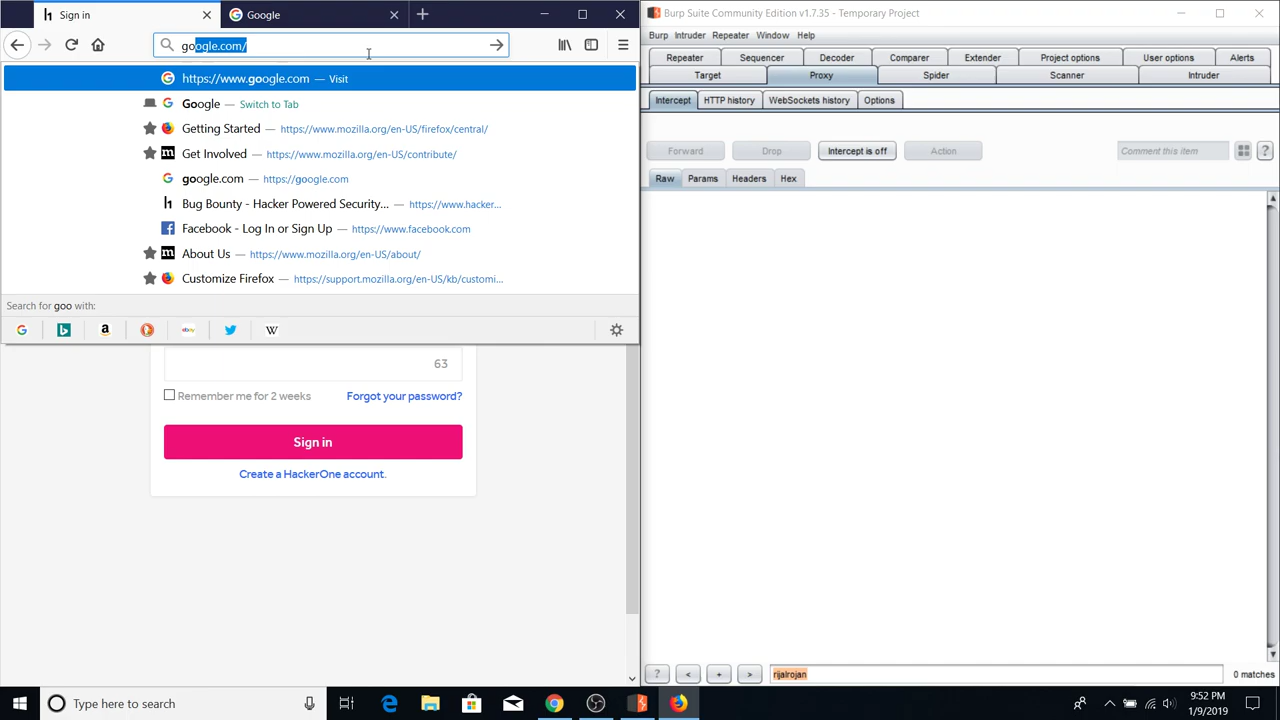 Sign in
Google
google.com/
https://www.google.com — Visit
Google — Switch to Tab
Getting Started — https://www.mozilla.org/en-US/firefox/central/
Get Involved — https://www.mozilla.org/en-US/contribute/
google.com — https://google.com
Bug Bounty - Hacker Powered Security... — https://www.hacker...
Facebook - Log In or Sign Up — https://www.facebook.com
About Us — https://www.mozilla.org/en-US/about/
Customize Firefox — https://support.mozilla.org/en-US/kb/customi...
Search for goo with:
63
Remember me for 2 weeks Forgot your password?
Sign in
Create a HackerOne account.
Burp Suite Community Edition v1.7.35 - Temporary Project
Burp Intruder Repeater Window Help
Repeater Sequencer Decoder Comparer Extender Project options User options Alerts
Target Proxy Spider Scanner Intruder
Intercept HTTP history WebSockets history Options
Forward Drop Intercept is off Action Comment this item ?
Raw Params Headers Hex
? < + > rijalrojan 0 matches
Type here to search
9:52 PM
1/9/2019